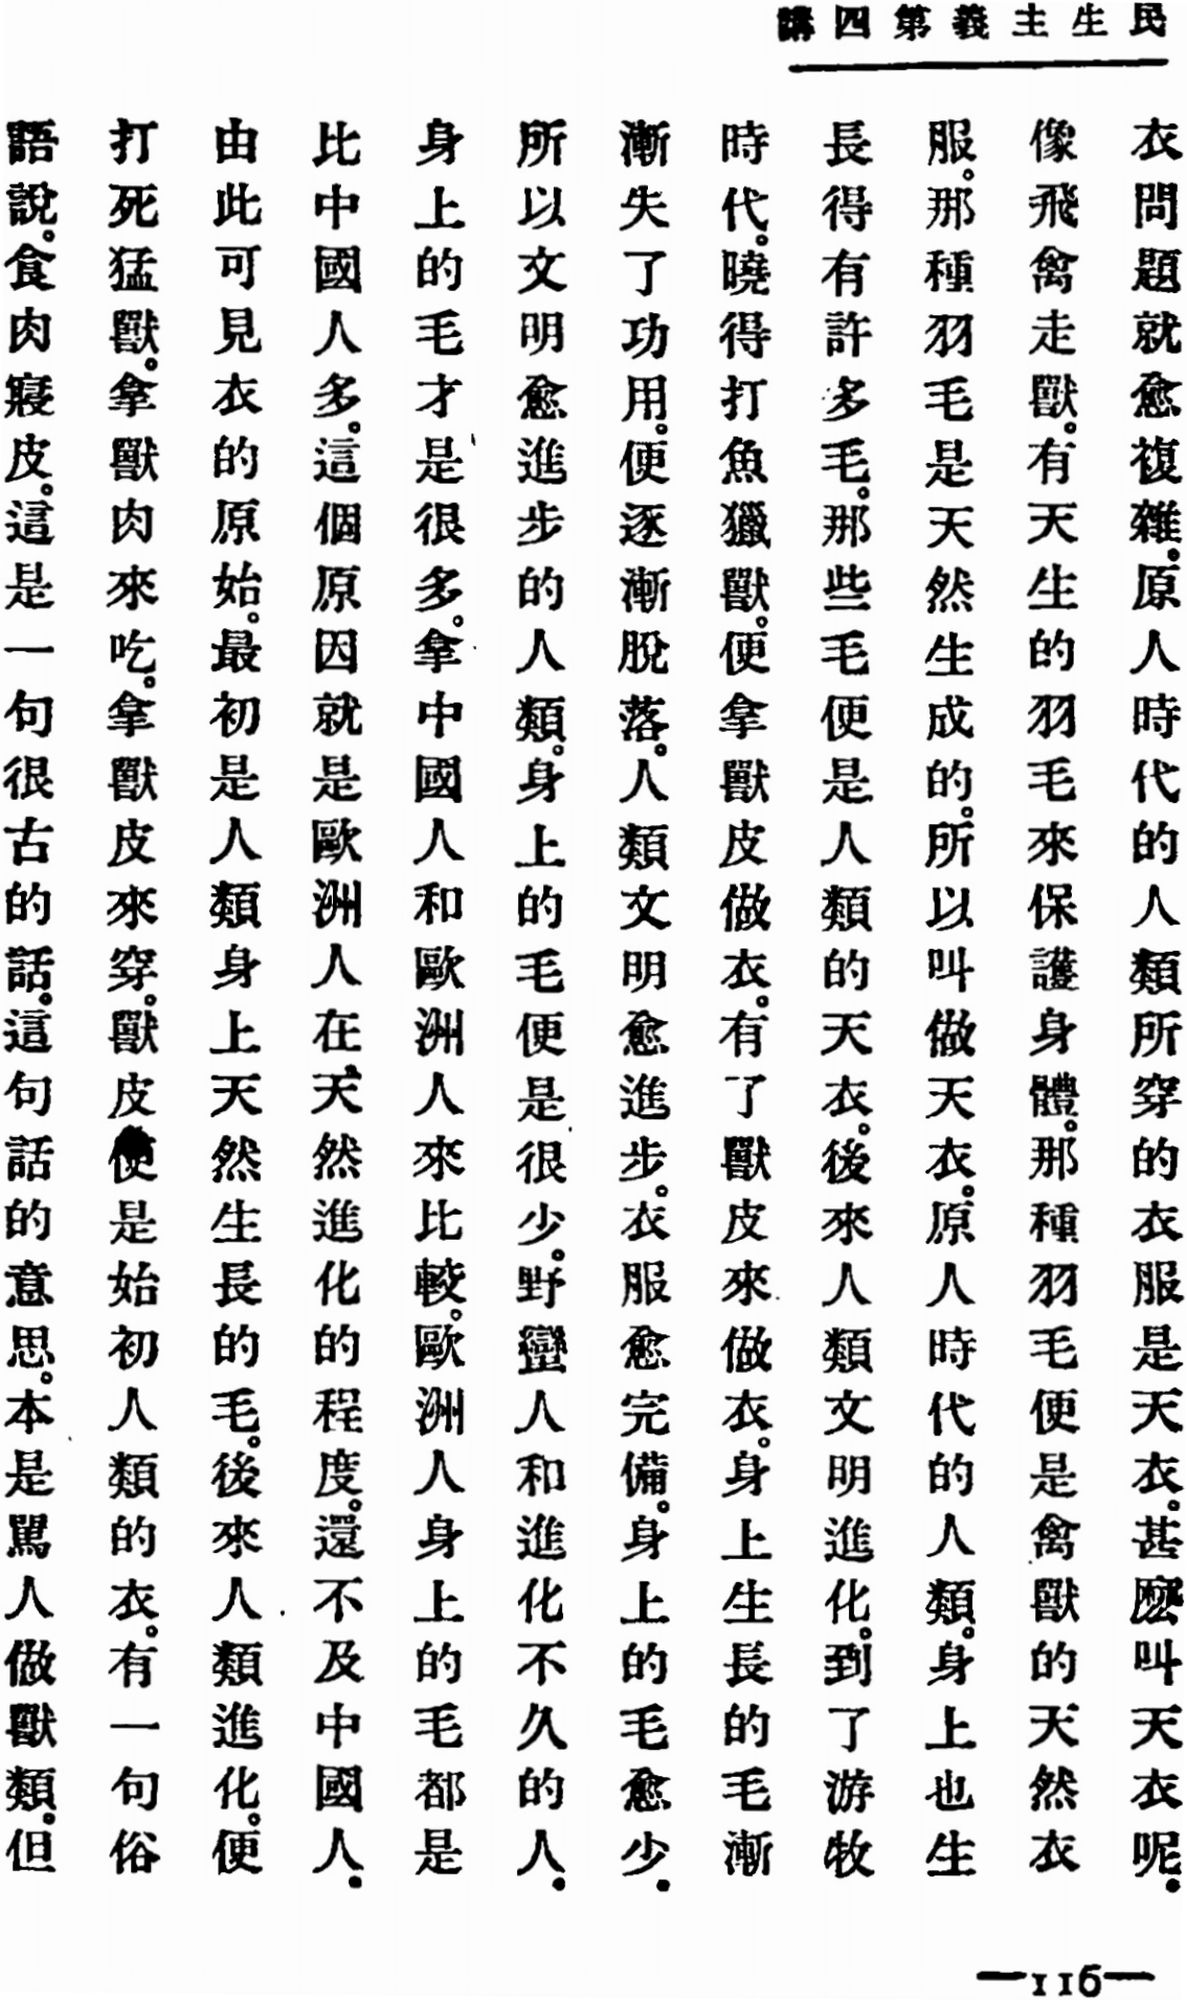 民生主義第四講
衣問題就愈複雜。原人時代的人類所穿的衣服是天衣。甚麼叫天衣呢。
像飛禽走獸。有天生的羽毛來保護身體。那種羽毛便是禽獸的天然衣
服。那種羽毛是天然生成的。所以叫做天衣。原人時代的人類。身上也生
長得有許多毛。那些毛便是人類的天衣。後來人類文明進化。到了游牧
時代。曉得打魚獵獸。便拿獸皮做衣。有了獸皮來做衣。身上生長的毛漸
漸失了功用。便逐漸脫落。人類文明愈進步。衣服愈完備。身上的毛愈少。
所以文明愈進步的人類。身上的毛便是很少。野蠻人和進化不久的人。
身上的毛才是很多。拿中國人和歐洲人來比較。歐洲人身上的毛都是
比中國人多。這個原因就是歐洲人在天然進化的程度。還不及中國人。
由此可見衣的原始。最初是人類身上天然生長的毛。後來人類進化。便
打死猛獸。拿獸肉來吃。拿獸皮來穿。獸皮便是始初人類的衣。有一句俗
語說。食肉寢皮。這是一句很古的話。這句話的意思。本是罵人做獸類。但
—116—